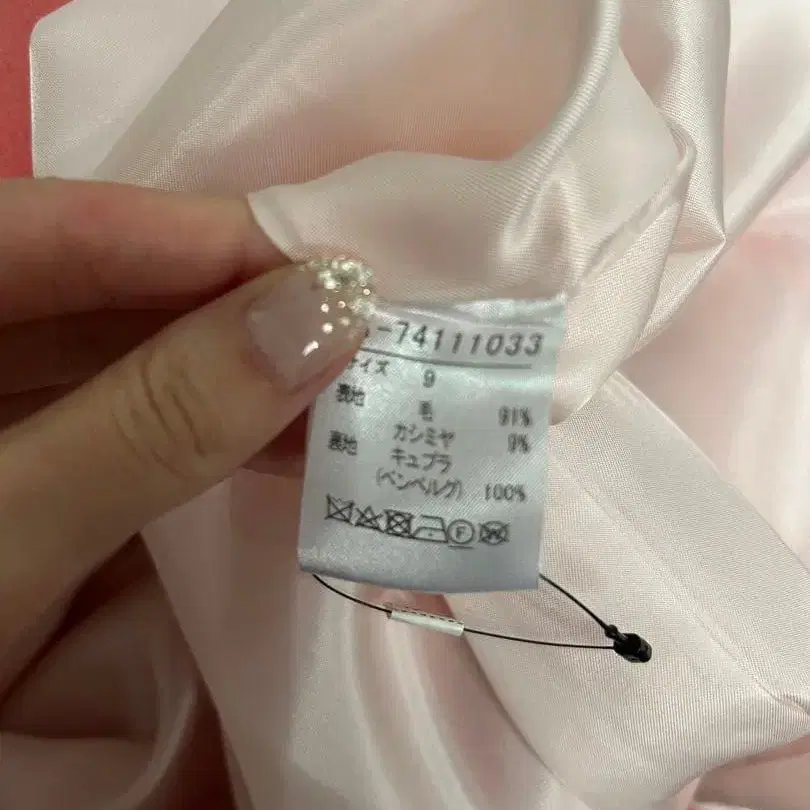 -74111033
サイズ 9
表地 毛 91%
カシミヤ 9%
裏地 キュプラ
(ベンベルグ) 100%
F
W